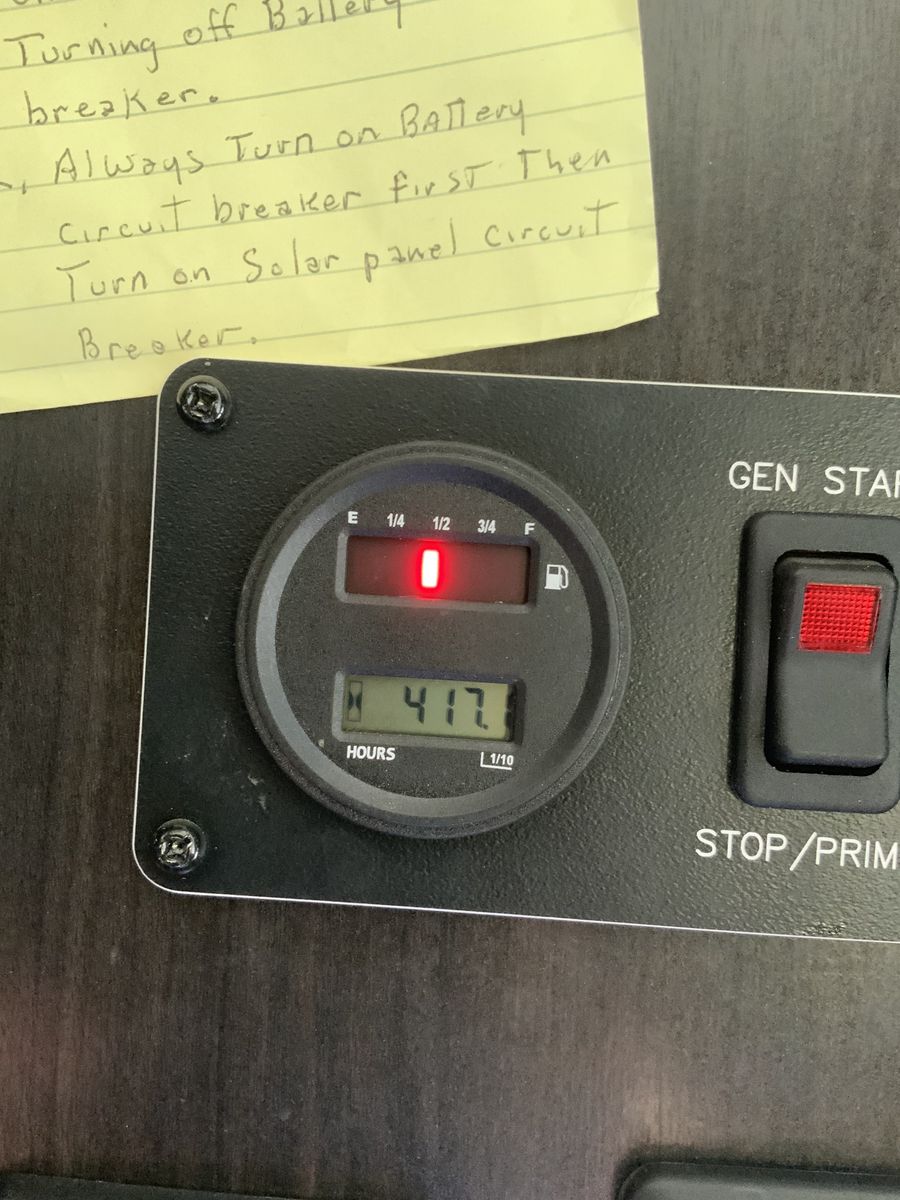 Turning off Battery
breaker.
Always Turn on Battery
circuit breaker first Then
Turn on Solar panel circuit
Breaker.
E 1/4 1/2 3/4 F
417.1
HOURS 1/10
GEN STAR
STOP/PRIM